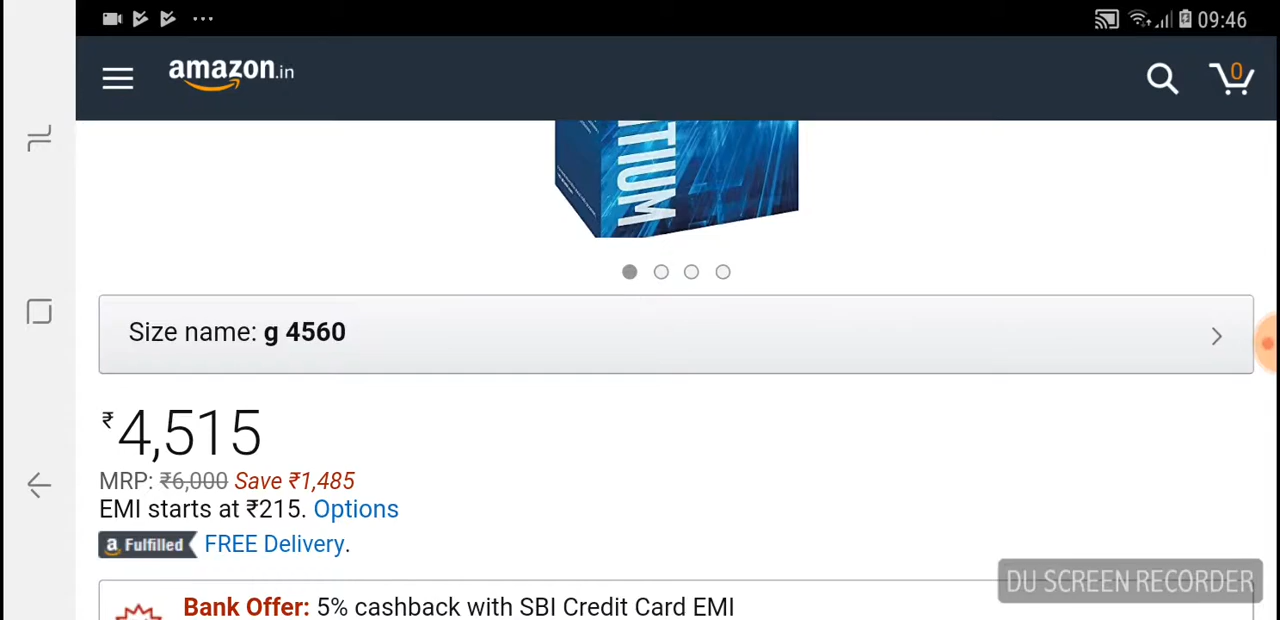 09:46
amazon.in
0
TIUM
Size name: g 4560
₹4,515
MRP: ₹6,000 Save ₹1,485
EMI starts at ₹215. Options
a Fulfilled FREE Delivery.
DU SCREEN RECORDER
Bank Offer: 5% cashback with SBI Credit Card EMI